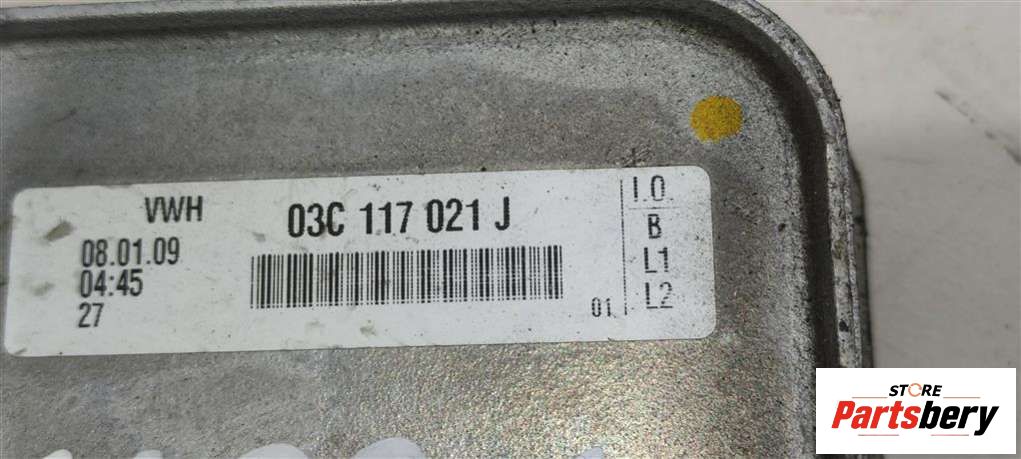 VWH
08.01.09
04:45
27
03C 117 021 J
01
I.O.
B
L1
L2
STORE
Partsbery